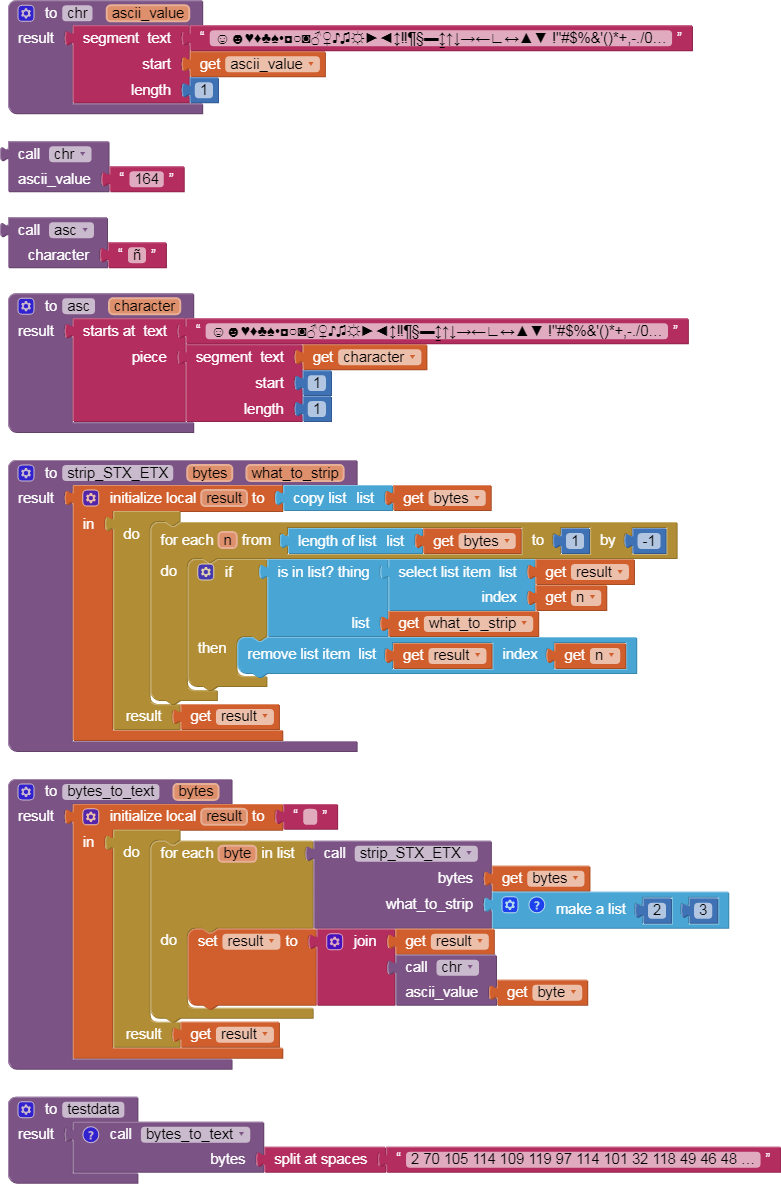 to chr ascii_value
result segment text “ ☺☻♥♦♣♠•◘○◙♂♀♪♫☼►◄↕‼¶§▬↨↑↓→←∟↔▲▼ !"#$%&'()*+,-./0... ”
start get ascii_value
length 1
call chr
ascii_value “ 164 ”
call asc
character “ ñ ”
to asc character
result starts at text “ ☺☻♥♦♣♠•◘○◙♂♀♪♫☼►◄↕‼¶§▬↨↑↓→←∟↔▲▼ !"#$%&'()*+,-./0... ”
piece segment text get character
start 1
length 1
to strip_STX_ETX bytes what_to_strip
result initialize local result to copy list list get bytes
in
do for each n from length of list list get bytes to 1 by -1
do if is in list? thing select list item list get result
index get n
list get what_to_strip
then remove list item list get result index get n
result get result
to bytes_to_text bytes
result initialize local result to “ ”
in
do for each byte in list call strip_STX_ETX
bytes get bytes
what_to_strip ? make a list 2 3
do set result to join get result
call chr
ascii_value get byte
result get result
to testdata
result ? call bytes_to_text
bytes split at spaces “ 2 70 105 114 109 119 97 114 101 32 118 49 46 48 ... ”